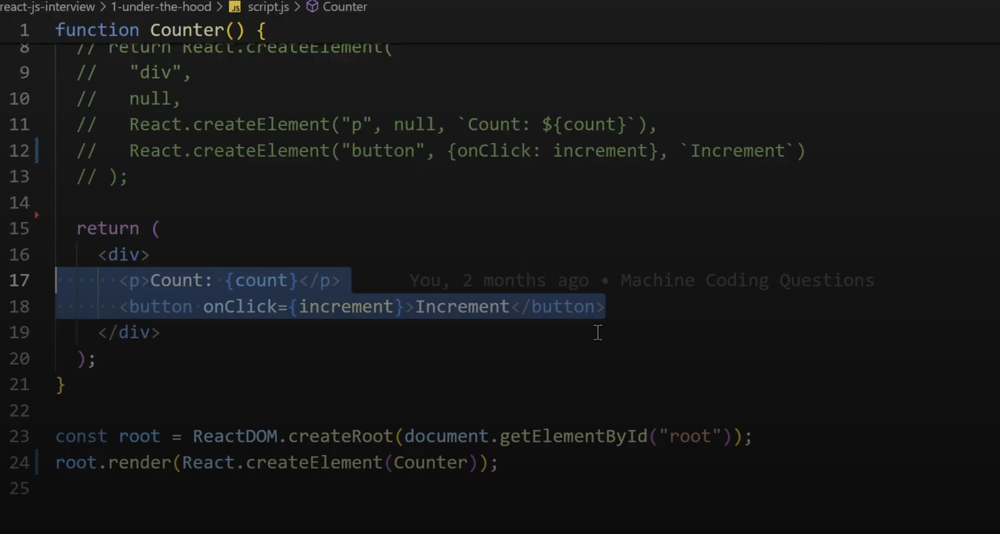 react-js-interview > 1-under-the-hood > JS script.js > Counter
1 function Counter() {
8 // return React.createElement(
9 //   "div",
10 //   null,
11 //   React.createElement("p", null, `Count: ${count}`),
12 //   React.createElement("button", {onClick: increment}, `Increment`)
13 // );
14
15 return (
16 <div>
17 <p>Count: {count}</p> You, 2 months ago • Machine Coding Questions
18 <button onClick={increment}>Increment</button>
19 </div>
20 );
21 }
22
23 const root = ReactDOM.createRoot(document.getElementById("root"));
24 root.render(React.createElement(Counter));
25